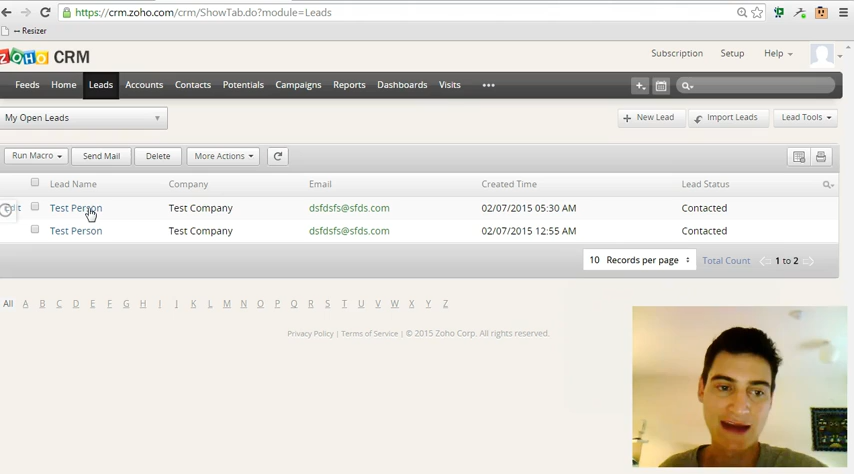 https://crm.zoho.com/crm/ShowTab.do?module=Leads
↔ Resizer
ZOHO CRM
Subscription Setup Help
Feeds Home Leads Accounts Contacts Potentials Campaigns Reports Dashboards Visits •••
My Open Leads
New Lead Import Leads Lead Tools
Run Macro Send Mail Delete More Actions
Lead Name Company Email Created Time Lead Status
Test Person Test Company dsfdsfs@sfds.com 02/07/2015 05:30 AM Contacted
Test Person Test Company dsfdsfs@sfds.com 02/07/2015 12:55 AM Contacted
10 Records per page Total Count 1 to 2
All A B C D E F G H I J K L M N O P Q R S T U V W X Y Z
Privacy Policy | Terms of Service | © 2015 Zoho Corp. All rights reserved.